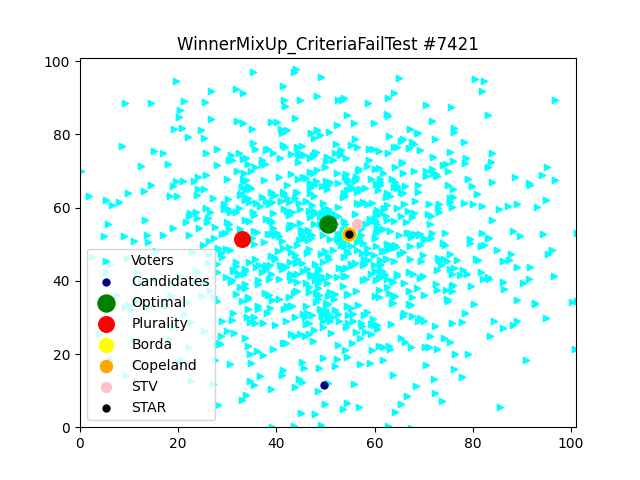 WinnerMixUp_CriteriaFailTest #7421
100
80
60
40
20
0
Voters
Candidates
Optimal
Plurality
Borda
Copeland
STV
STAR
0 20 40 60 80 100